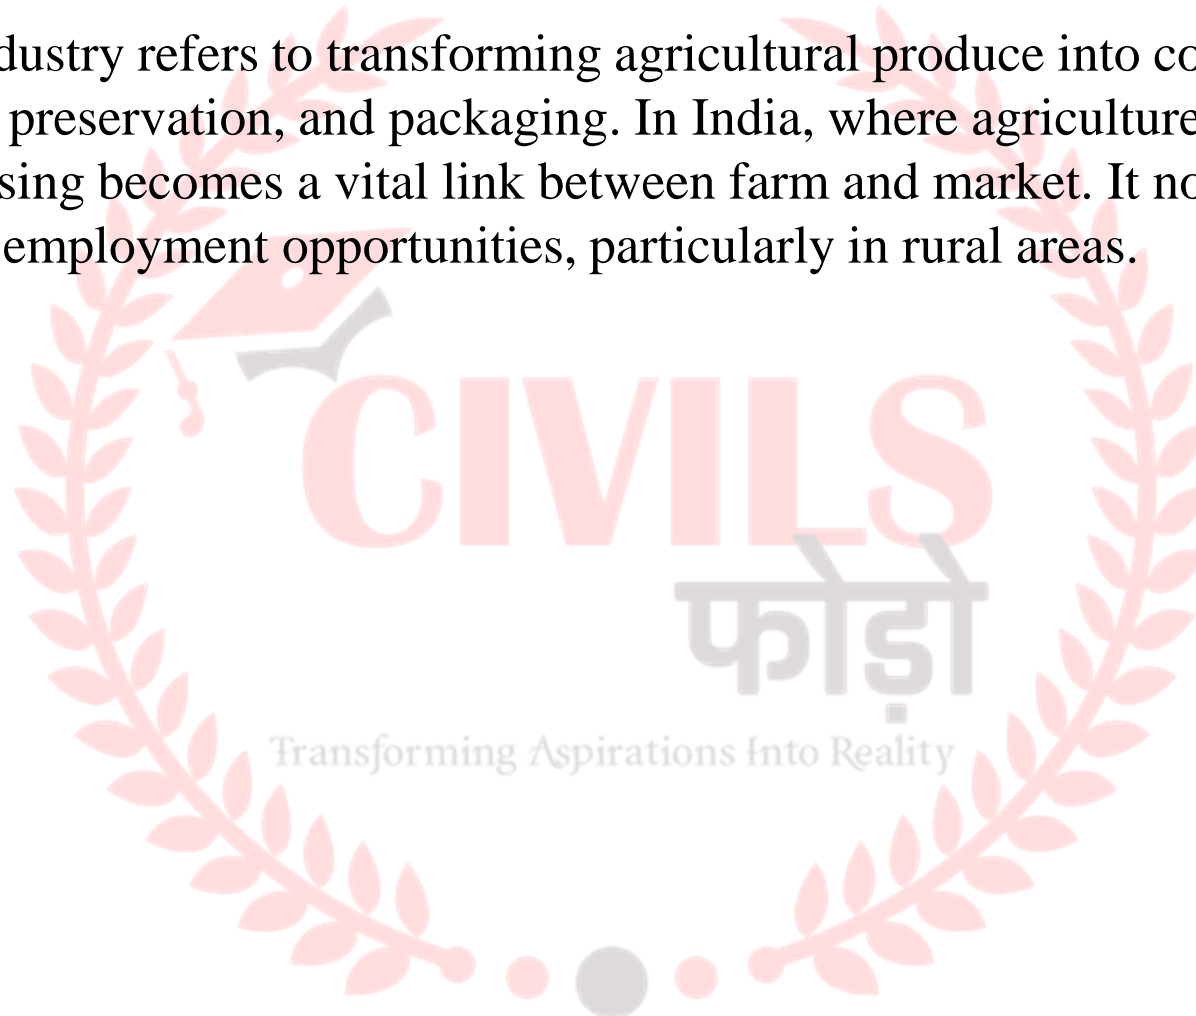 dustry refers to transforming agricultural produce into co
preservation, and packaging. In India, where agriculture
sing becomes a vital link between farm and market. It no
employment opportunities, particularly in rural areas.
CIVILS
फोड़ो
Transforming Aspirations Into Reality